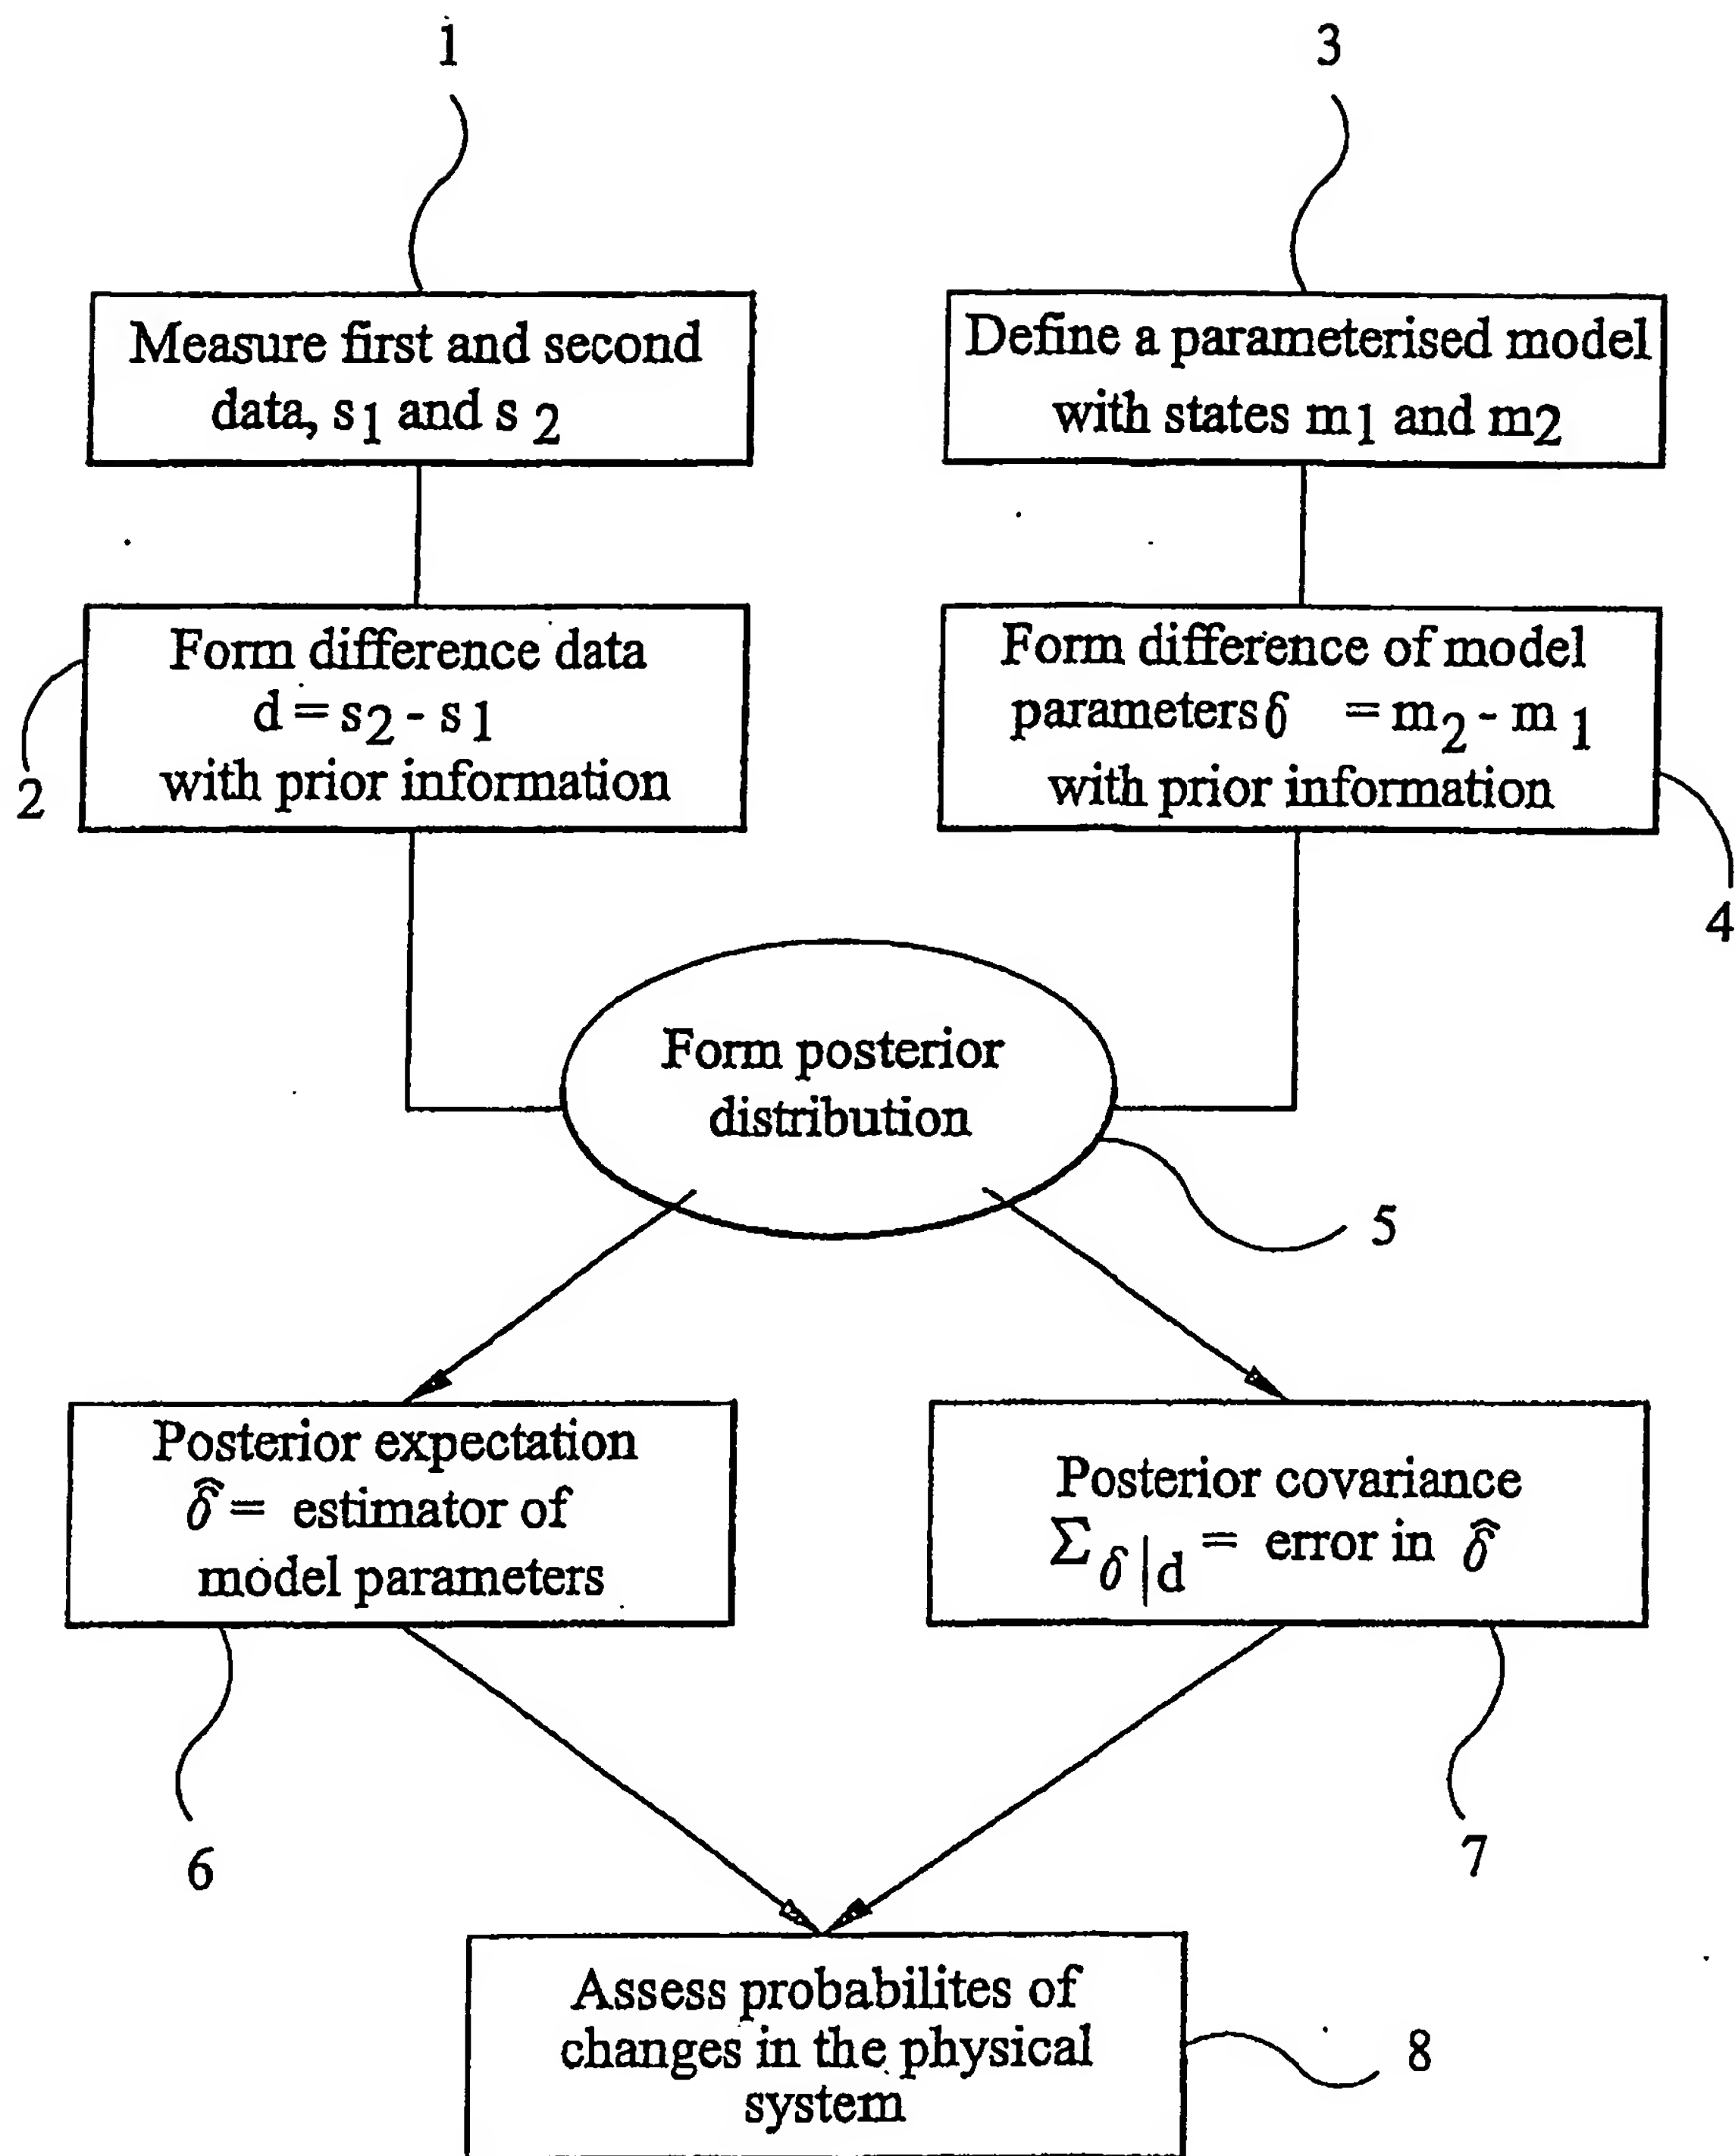 1
3
Measure first and second
data, s1 and s 2
Define a parameterised model
with states m1 and m2
Form difference data
d = s2 - s1
with prior information
2
Form difference of model
parameters δ = m2 - m 1
with prior information
4
Form posterior
distribution
5
Posterior expectation
δ̂ = estimator of
model parameters
Posterior covariance
Σ δ|d = error in δ̂
6
7
Assess probabilites of
changes in the physical
system
8